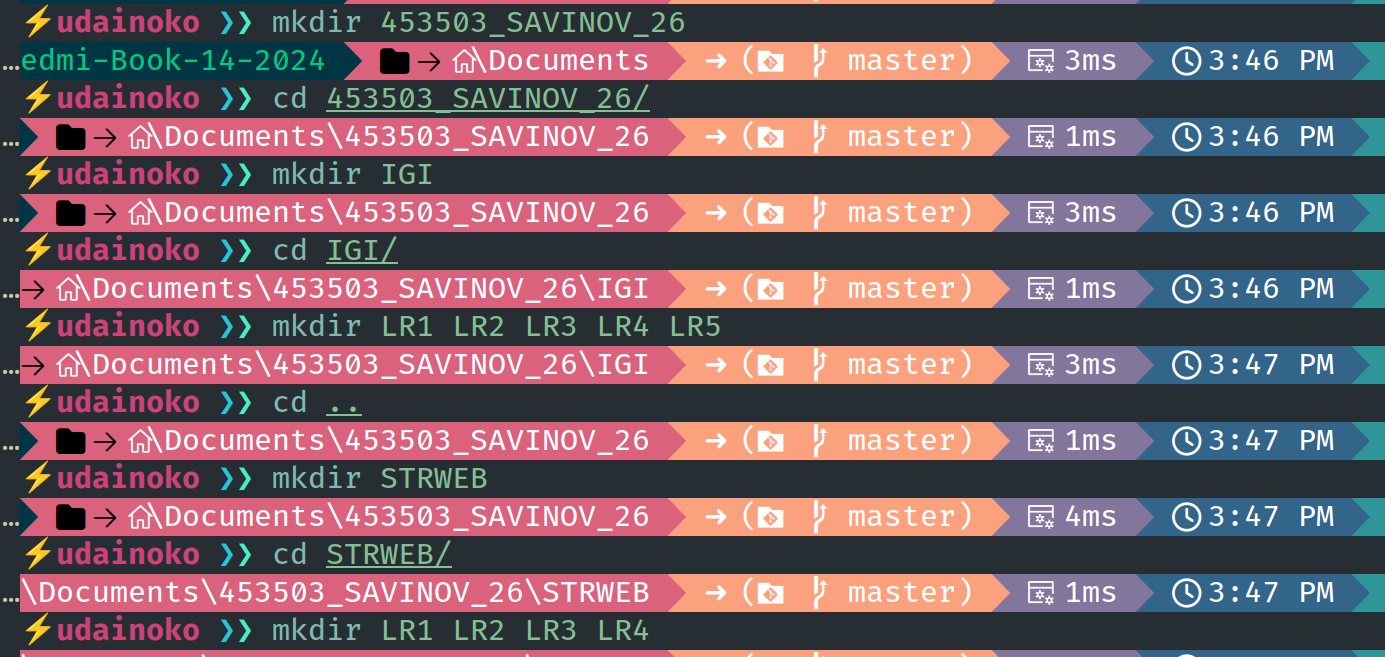 ⚡udainoko ❯❯ mkdir 453503_SAVINOV_26
…edmi-Book-14-2024 → \Documents ➜ ( master) 3ms 3:46 PM
⚡udainoko ❯❯ cd 453503_SAVINOV_26/
… → \Documents\453503_SAVINOV_26 ➜ ( master) 1ms 3:46 PM
⚡udainoko ❯❯ mkdir IGI
… → \Documents\453503_SAVINOV_26 ➜ ( master) 3ms 3:46 PM
⚡udainoko ❯❯ cd IGI/
…→ \Documents\453503_SAVINOV_26\IGI ➜ ( master) 1ms 3:46 PM
⚡udainoko ❯❯ mkdir LR1 LR2 LR3 LR4 LR5
…→ \Documents\453503_SAVINOV_26\IGI ➜ ( master) 3ms 3:47 PM
⚡udainoko ❯❯ cd ..
… → \Documents\453503_SAVINOV_26 ➜ ( master) 1ms 3:47 PM
⚡udainoko ❯❯ mkdir STRWEB
… → \Documents\453503_SAVINOV_26 ➜ ( master) 4ms 3:47 PM
⚡udainoko ❯❯ cd STRWEB/
…\Documents\453503_SAVINOV_26\STRWEB ➜ ( master) 1ms 3:47 PM
⚡udainoko ❯❯ mkdir LR1 LR2 LR3 LR4